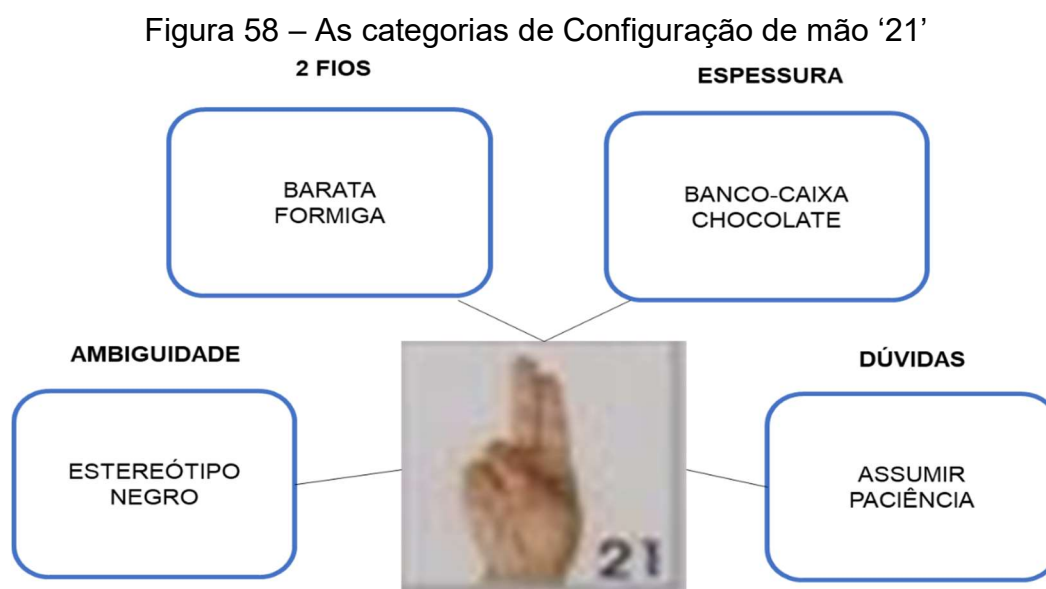 Figura 58 – As categorias de Configuração de mão ‘21’
2 FIOS
ESPESSURA
BARATA
FORMIGA
BANCO-CAIXA
CHOCOLATE
AMBIGUIDADE
DÚVIDAS
ESTEREÓTIPO
NEGRO
ASSUMIR
PACIÊNCIA
21